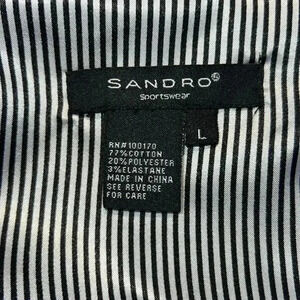 SANDRO
Sportswear
L
RN#100170
77%COTTON
20%POLYESTER
3%ELASTANE
MADE IN CHINA
SEE REVERSE
FOR CARE